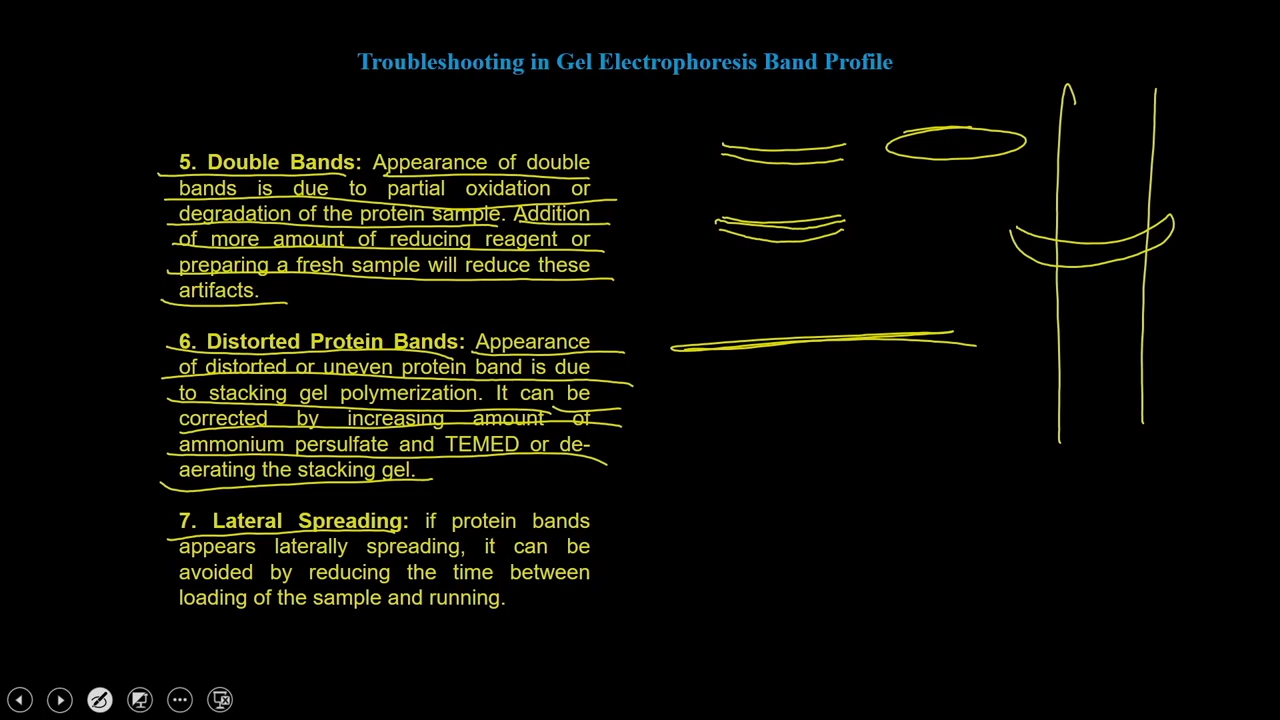 Troubleshooting in Gel Electrophoresis Band Profile
5. Double Bands: Appearance of double
bands is due to partial oxidation or
degradation of the protein sample. Addition
of more amount of reducing reagent or
preparing a fresh sample will reduce these
artifacts.
6. Distorted Protein Bands: Appearance
of distorted or uneven protein band is due
to stacking gel polymerization. It can be
corrected by increasing amount of
ammonium persulfate and TEMED or de-
aerating the stacking gel.
7. Lateral Spreading: if protein bands
appears laterally spreading, it can be
avoided by reducing the time between
loading of the sample and running.